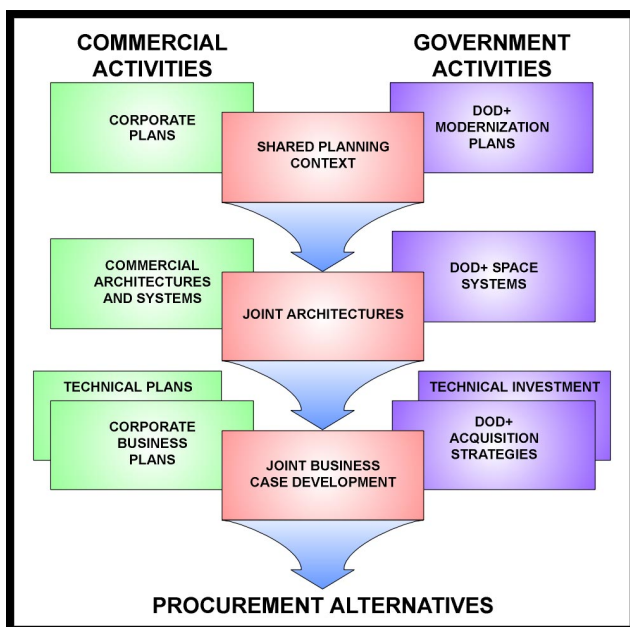 COMMERCIAL
ACTIVITIES
GOVERNMENT
ACTIVITIES
CORPORATE
PLANS
SHARED PLANNING
CONTEXT
DOD+
MODERNIZATION
PLANS
COMMERCIAL
ARCHITECTURES
AND SYSTEMS
JOINT ARCHITECTURES
DOD+ SPACE
SYSTEMS
TECHNICAL PLANS
CORPORATE
BUSINESS
PLANS
JOINT BUSINESS
CASE DEVELOPMENT
TECHNICAL INVESTMENT
DOD+
ACQUISITION
STRATEGIES
PROCUREMENT ALTERNATIVES